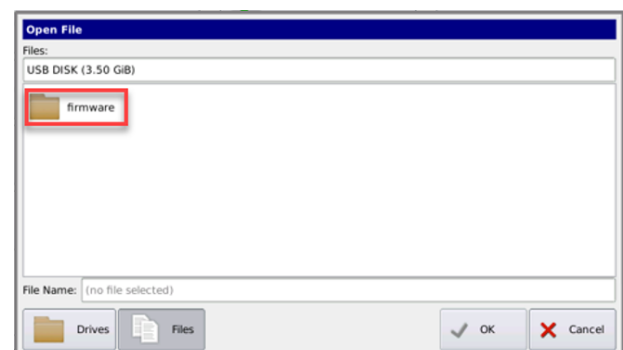 Open File
Files:
USB DISK (3.50 GiB)
firmware
File Name: (no file selected)
Drives Files OK Cancel